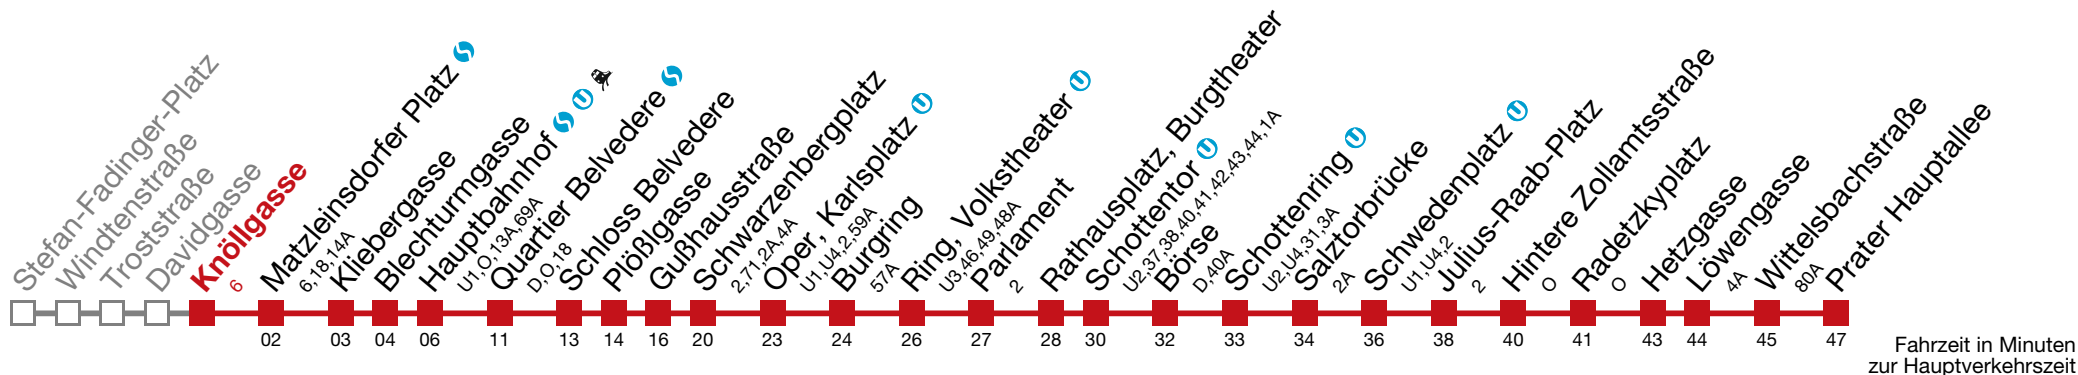 Stefan-Fadinger-Platz
Windtenstraße
Troststraße
Davidgasse
Knöllgasse
6
Matzleinsdorfer Platz
6,18,14A
Kliebergasse
Blechturmgasse
Hauptbahnhof
U1,O,13A,69A
Quartier Belvedere
D,O,18
Schloss Belvedere
Plößlgasse
Gußhausstraße
Schwarzenbergplatz
2,71,2A,4A
Oper, Karlsplatz
U1,U4,2,59A
Burgring
57A
Ring, Volkstheater
U3,46,49,48A
Parlament
2
Rathausplatz, Burgtheater
Schottentor
U2,37,38,40,41,42,43,44,1A
Börse
D,40A
Schottenring
U2,U4,31,3A
Salztorbrücke
2A
Schwedenplatz
U1,U4,2
Julius-Raab-Platz
2
Hintere Zollamtsstraße
O
Radetzkyplatz
O
Hetzgasse
Löwengasse
4A
Wittelsbachstraße
80A
Prater Hauptallee
02 03 04 06 11 13 14 16 20 23 24 26 27 28 30 32 33 34 36 38 40 41 43 44 45 47
Fahrzeit in Minuten
zur Hauptverkehrszeit